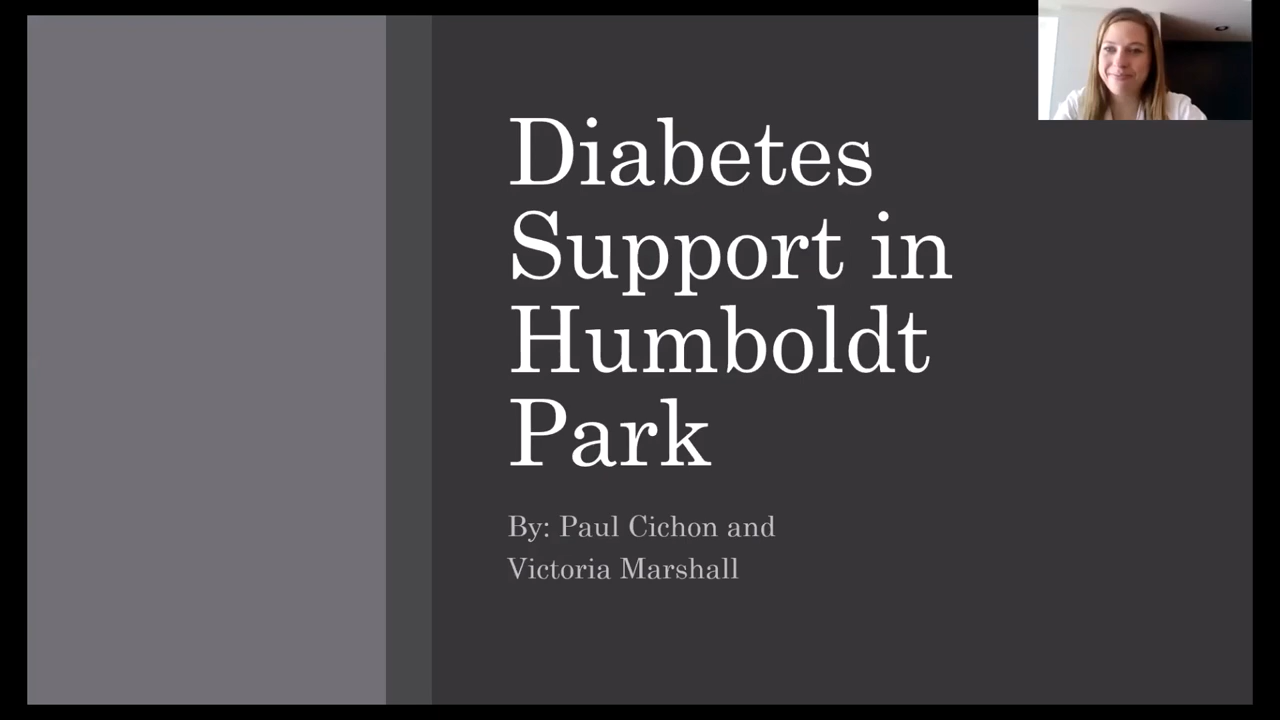 Diabetes
Support in
Humboldt
Park
By: Paul Cichon and
Victoria Marshall